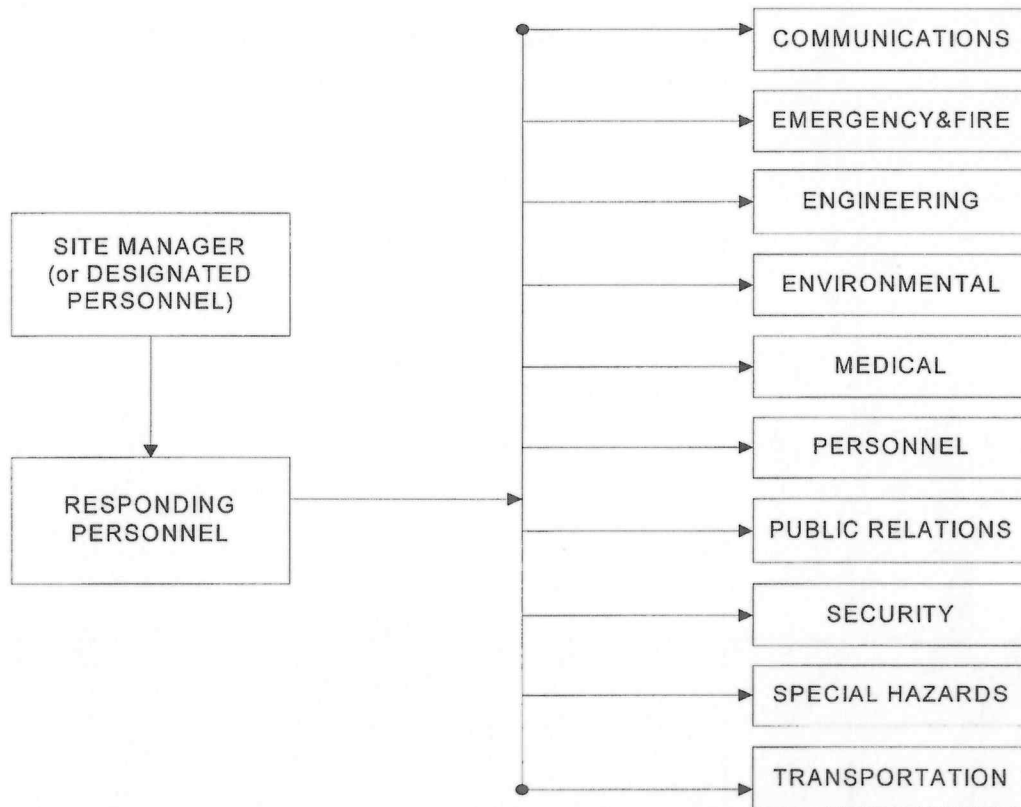 SITE MANAGER
(or DESIGNATED
PERSONNEL)
RESPONDING
PERSONNEL
COMMUNICATIONS
EMERGENCY&FIRE
ENGINEERING
ENVIRONMENTAL
MEDICAL
PERSONNEL
PUBLIC RELATIONS
SECURITY
SPECIAL HAZARDS
TRANSPORTATION